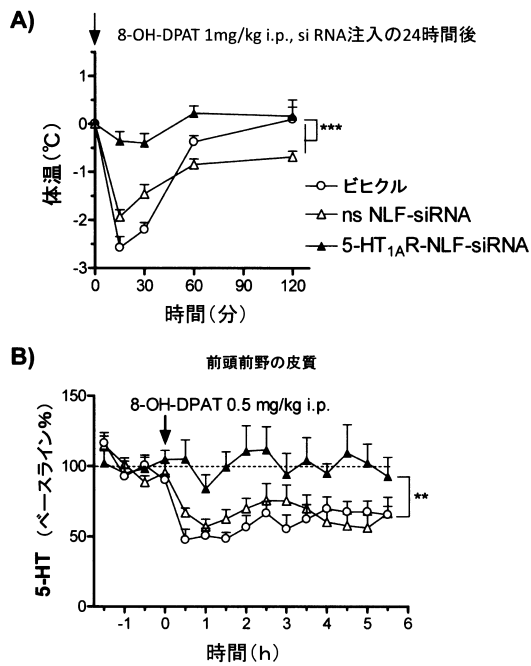 A)
8-OH-DPAT 1mg/kg i.p., si RNA注入の24時間後
体温(℃)
1
0
-1
-2
-3
***
0
30
60
90
120
時間(分)
ビヒクル
ns NLF-siRNA
5-HT1AR-NLF-siRNA
B)
前頭前野の皮質
8-OH-DPAT 0.5 mg/kg i.p.
5-HT (ベースライン%)
150
100
50
0
**
-1
0
1
2
3
4
5
6
時間(h)